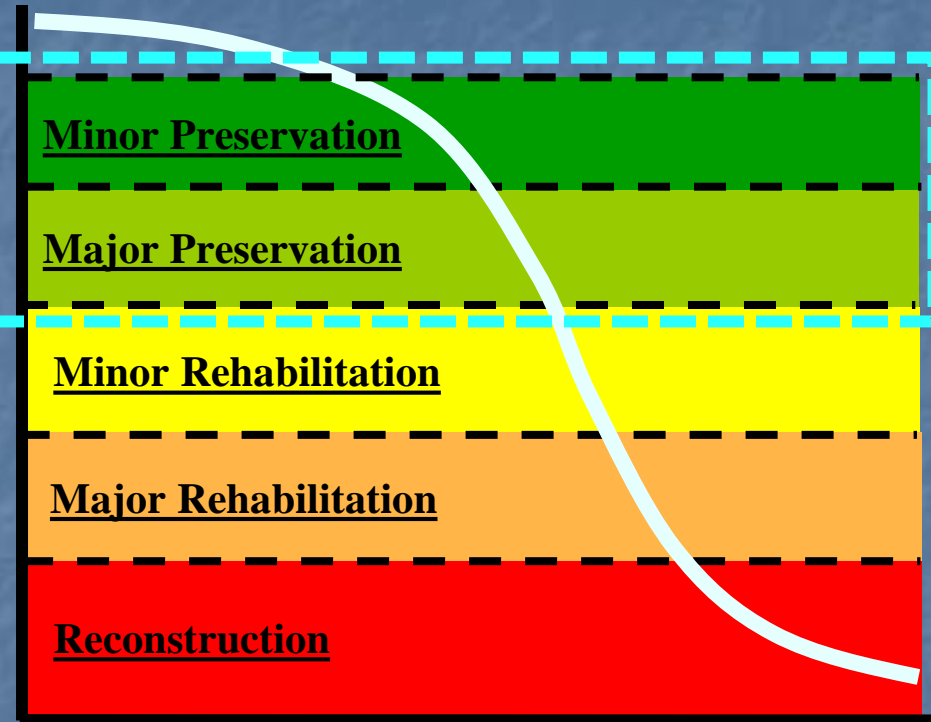 Minor Preservation
Major Preservation
Minor Rehabilitation
Major Rehabilitation
Reconstruction